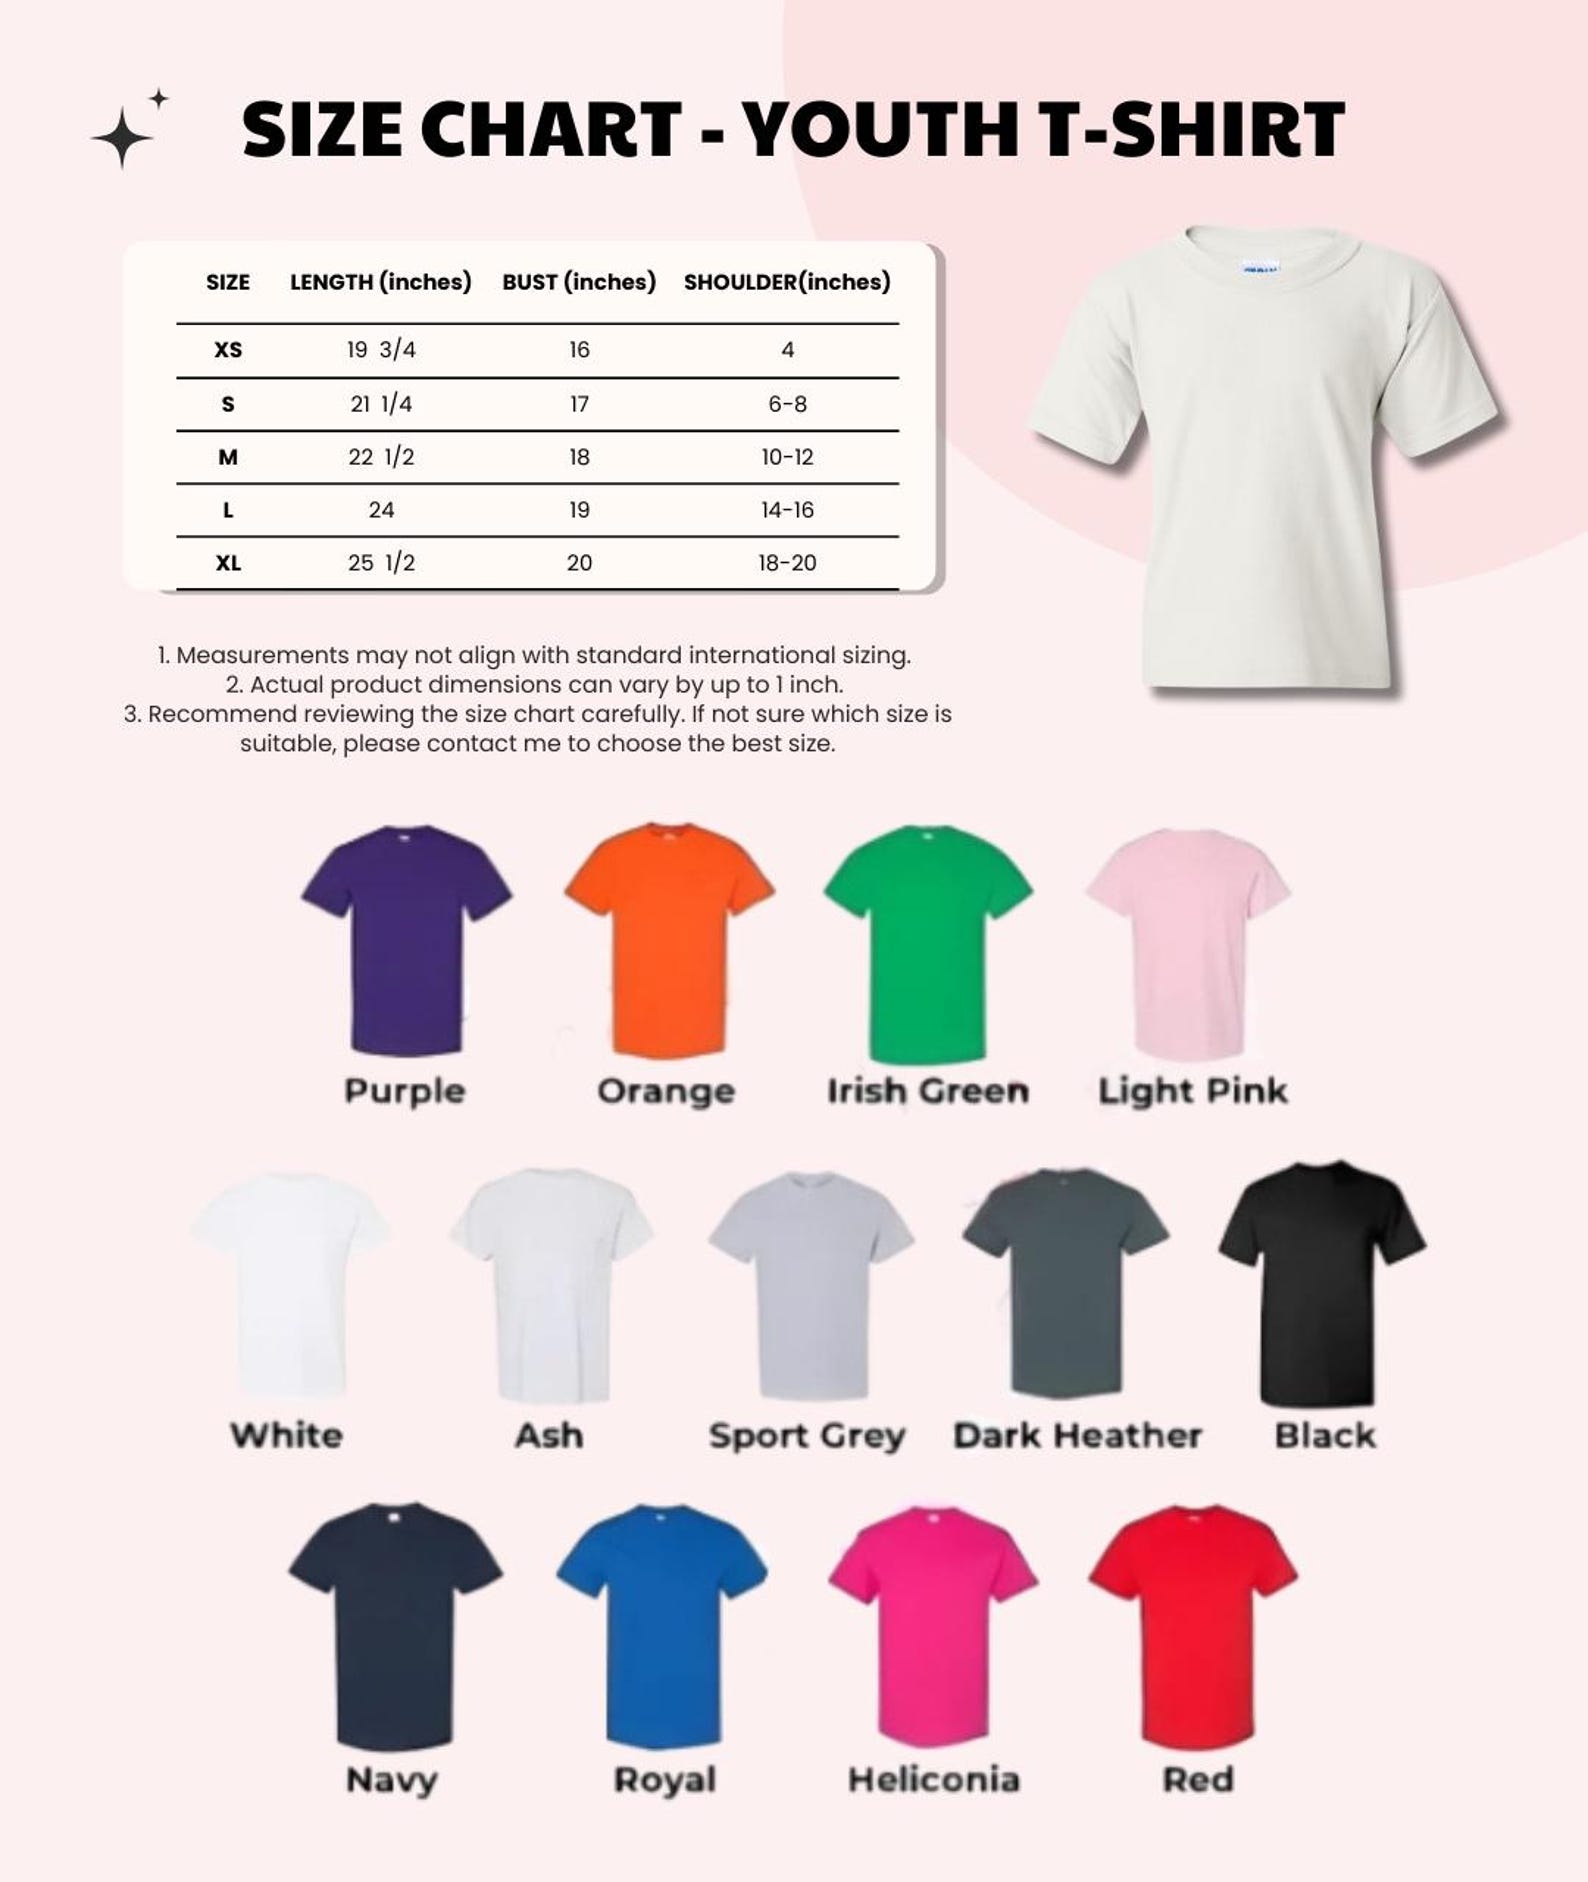 SIZE CHART - YOUTH T-SHIRT
SIZE LENGTH (inches) BUST (inches) SHOULDER(inches)
XS 19 3/4 16 4
S 21 1/4 17 6-8
M 22 1/2 18 10-12
L 24 19 14-16
XL 25 1/2 20 18-20
1. Measurements may not align with standard international sizing.
2. Actual product dimensions can vary by up to 1 inch.
3. Recommend reviewing the size chart carefully. If not sure which size is
suitable, please contact me to choose the best size.
Purple Orange Irish Green Light Pink
White Ash Sport Grey Dark Heather Black
Navy Royal Heliconia Red